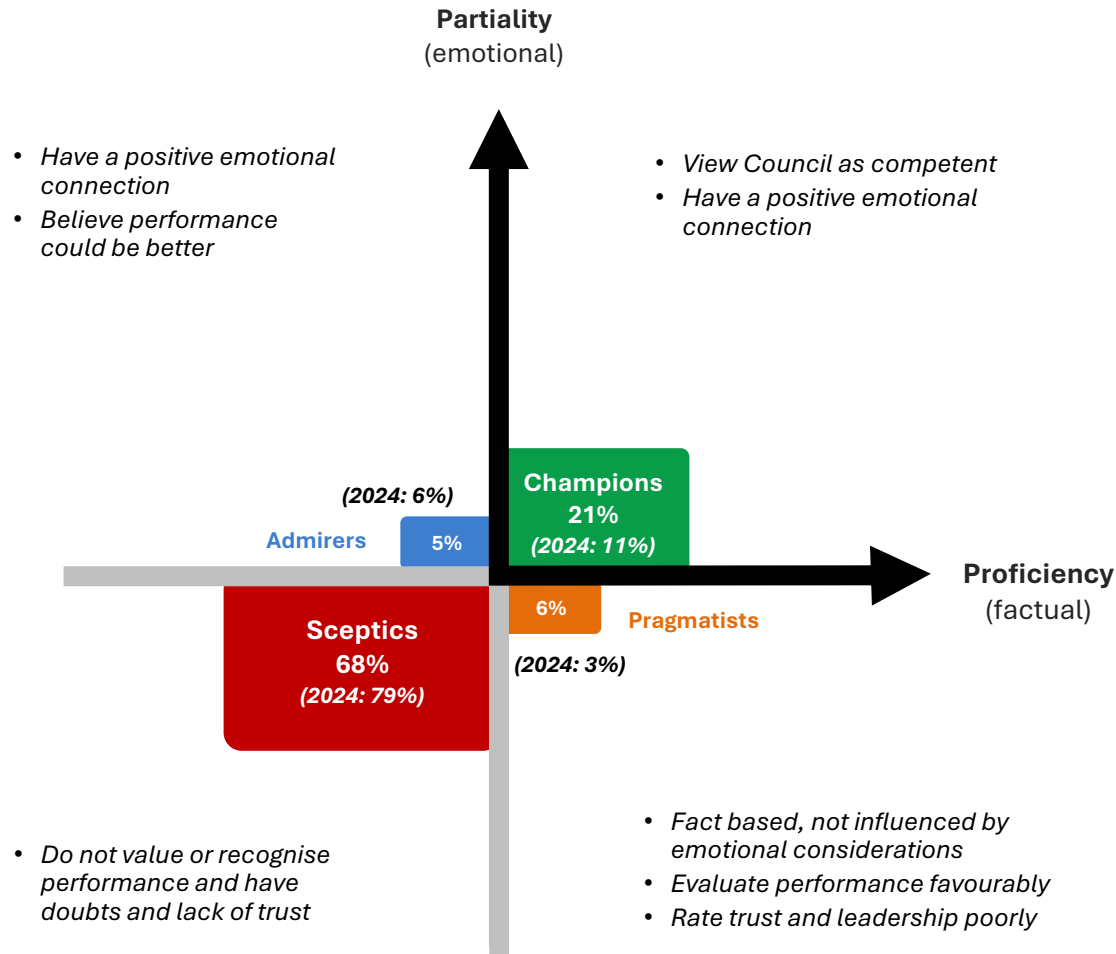 Partiality
(emotional)
• Have a positive emotional
connection
• Believe performance
could be better
• View Council as competent
• Have a positive emotional
connection
(2024: 6%)
Admirers
5%
Champions
21%
(2024: 11%)
Proficiency
(factual)
Sceptics
68%
(2024: 79%)
6%
Pragmatists
(2024: 3%)
• Do not value or recognise
performance and have
doubts and lack of trust
• Fact based, not influenced by
emotional considerations
• Evaluate performance favourably
• Rate trust and leadership poorly